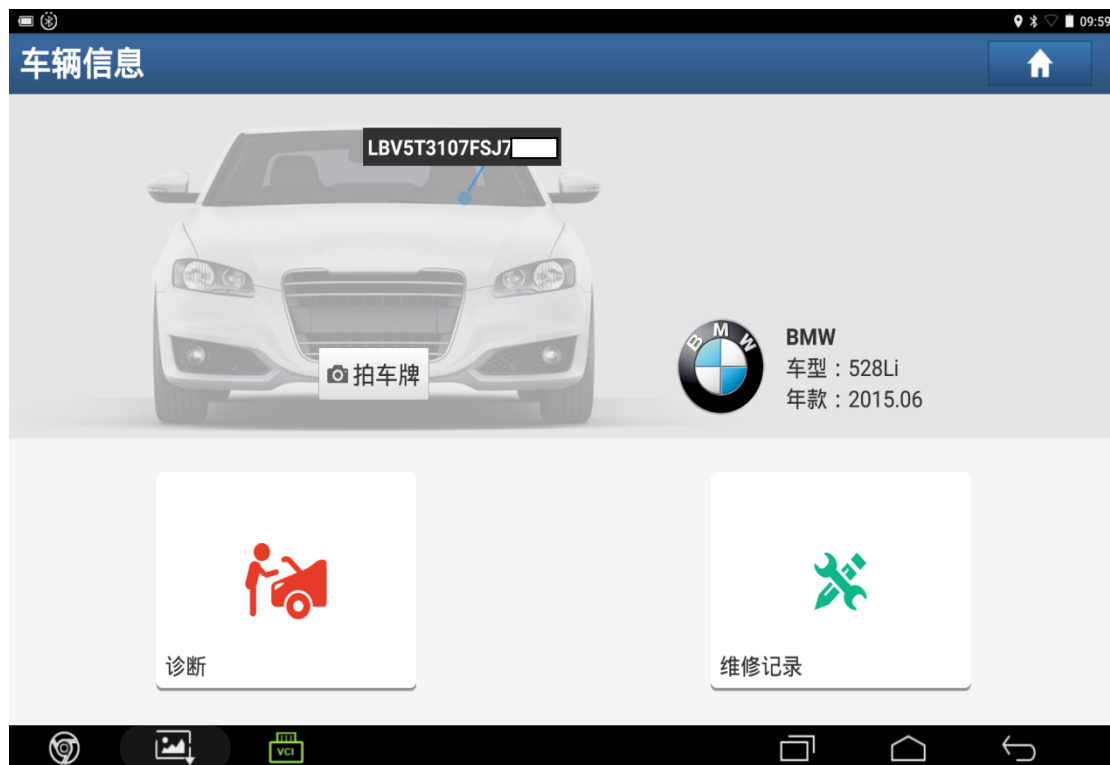 09:59
车辆信息
LBV5T3107FSJ7
拍车牌
BMW
BMW
车型：528Li
年款：2015.06
诊断
维修记录
VCI